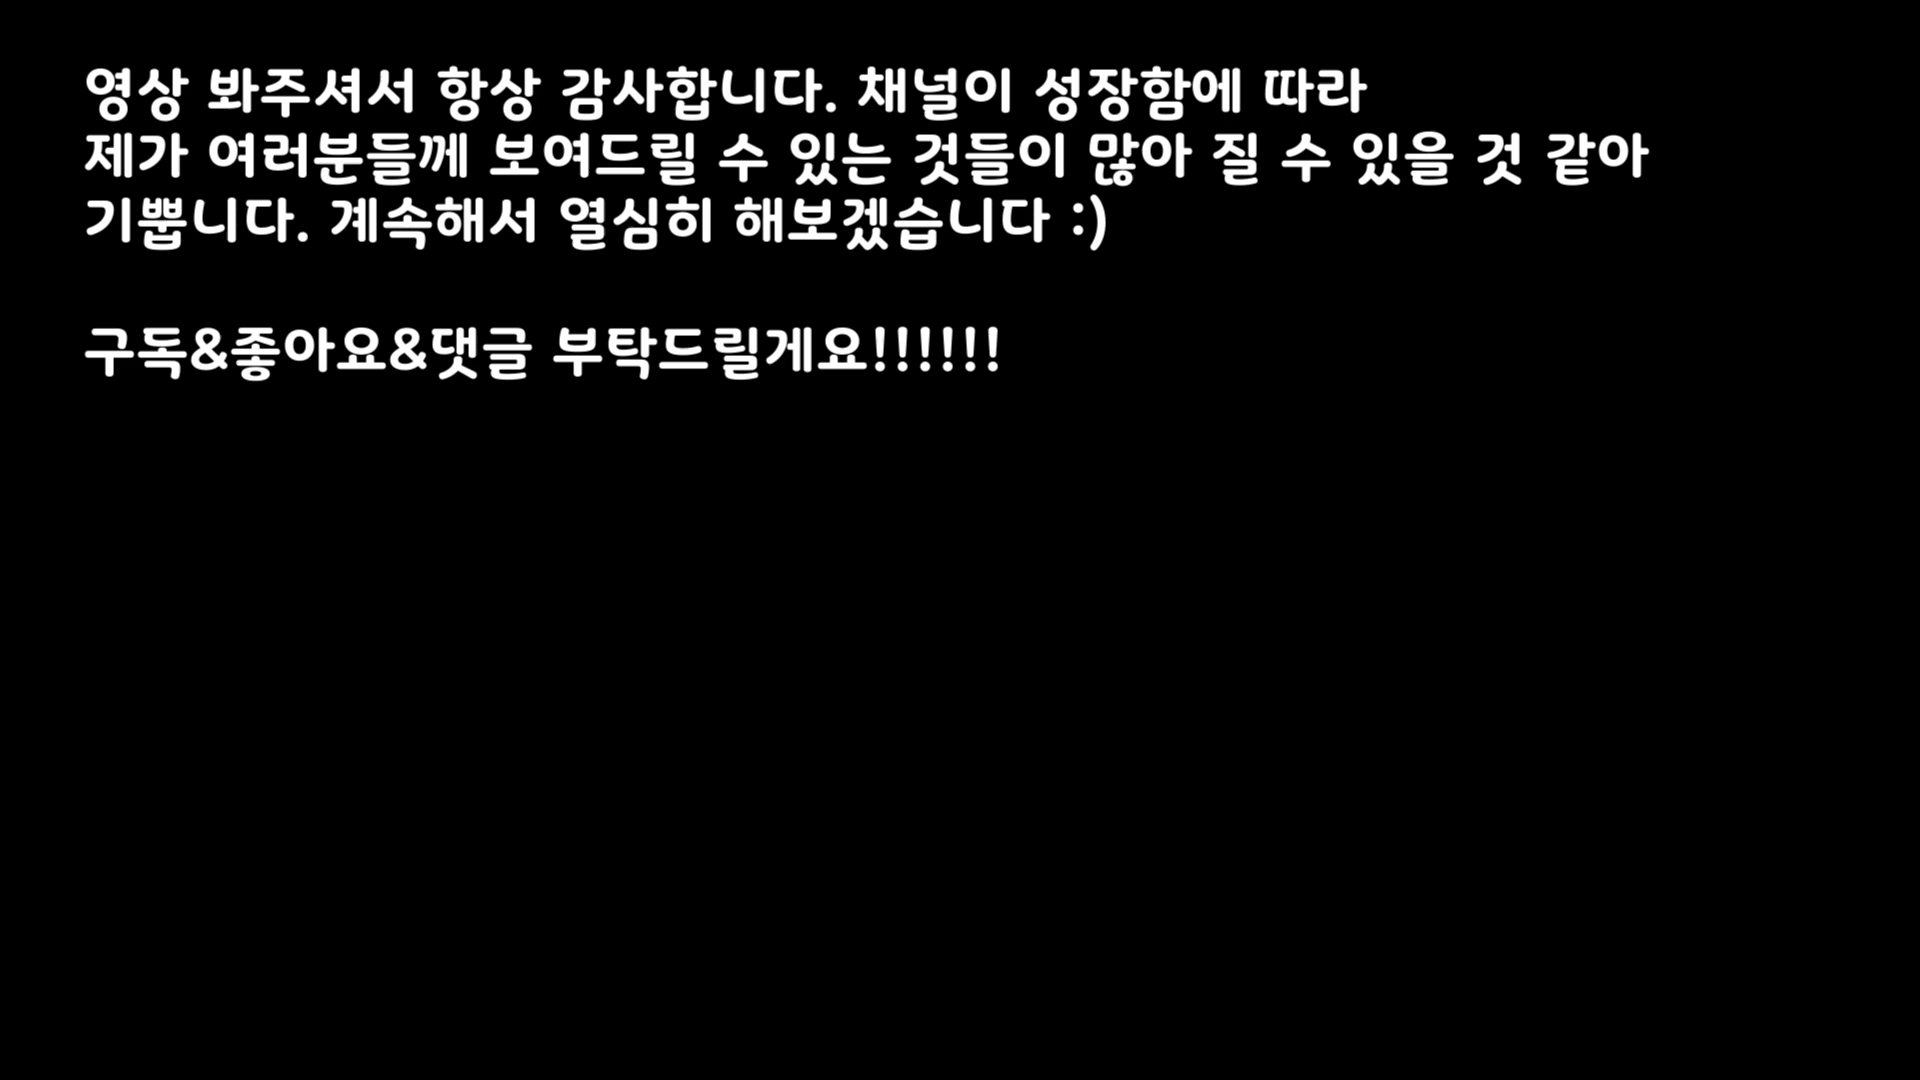 영상 봐주셔서 항상 감사합니다. 채널이 성장함에 따라
제가 여러분들께 보여드릴 수 있는 것들이 많아 질 수 있을 것 같아
기쁩니다. 계속해서 열심히 해보겠습니다 :)
구독&좋아요&댓글 부탁드릴게요!!!!!!